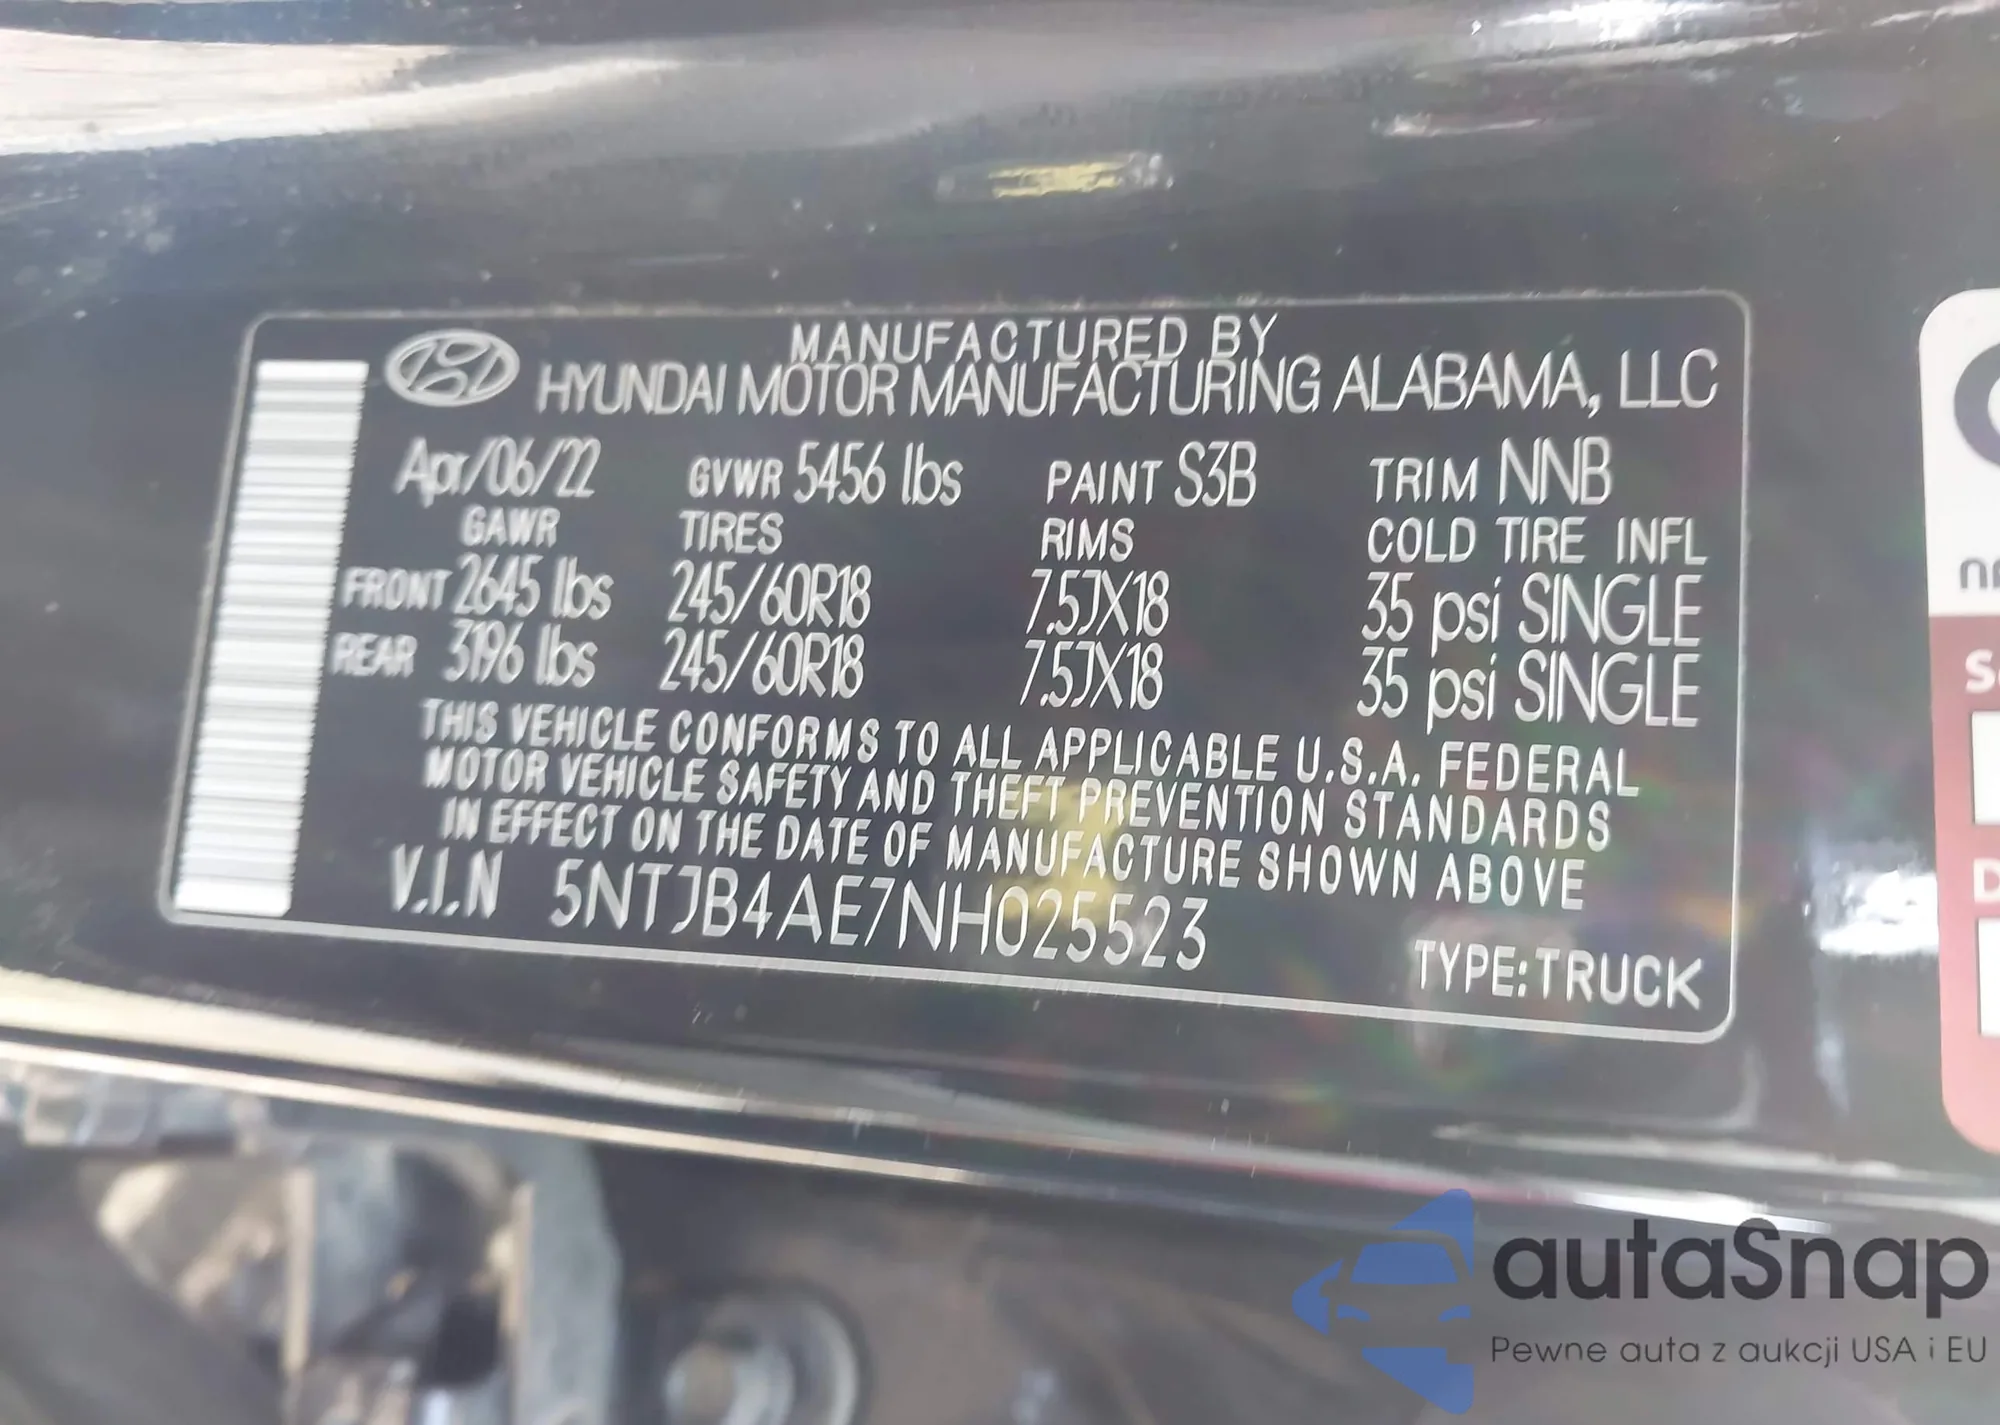 MANUFACTURED BY
HYUNDAI MOTOR MANUFACTURING ALABAMA, LLC
Apr/06/22 GVWR 5456 lbs PAINT S3B TRIM NNB
GAWR TIRES RIMS COLD TIRE INFL
FRONT 2645 lbs 245/60R18 7.5JX18 35 psi SINGLE
REAR 3196 lbs 245/60R18 7.5JX18 35 psi SINGLE
THIS VEHICLE CONFORMS TO ALL APPLICABLE U.S.A. FEDERAL
MOTOR VEHICLE SAFETY AND THEFT PREVENTION STANDARDS
IN EFFECT ON THE DATE OF MANUFACTURE SHOWN ABOVE
V.I.N 5NTJB4AE7NH025523
TYPE:TRUCK
autaSnap
Pewne auta z aukcji USA i EU